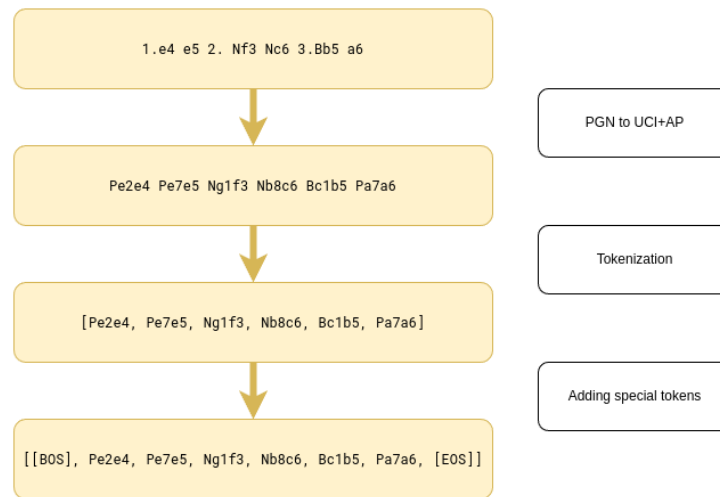 1.e4 e5 2. Nf3 Nc6 3.Bb5 a6
PGN to UCI+AP
Pe2e4 Pe7e5 Ng1f3 Nb8c6 Bc1b5 Pa7a6
Tokenization
[Pe2e4, Pe7e5, Ng1f3, Nb8c6, Bc1b5, Pa7a6]
Adding special tokens
[[BOS], Pe2e4, Pe7e5, Ng1f3, Nb8c6, Bc1b5, Pa7a6, [EOS]]